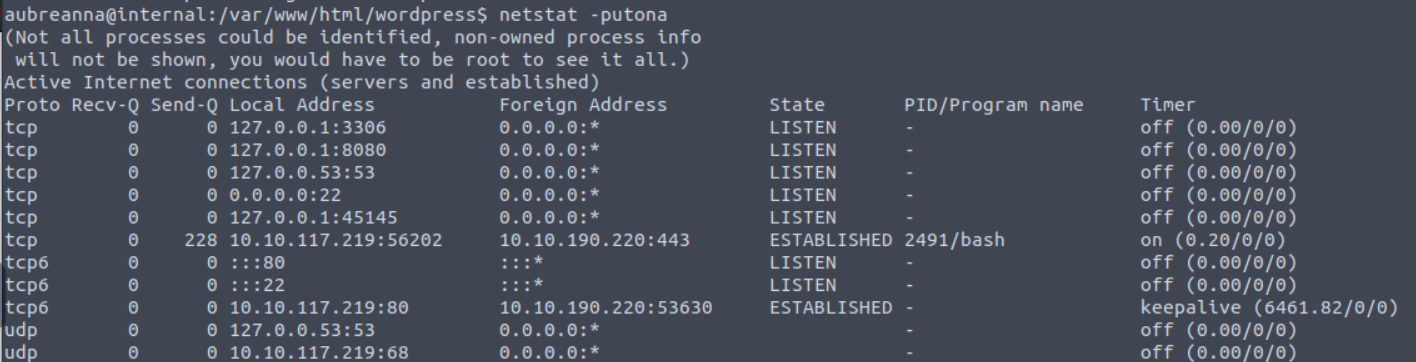 aubreanna@internal:/var/www/html/wordpress$ netstat -putona
(Not all processes could be identified, non-owned process info
 will not be shown, you would have to be root to see it all.)
Active Internet connections (servers and established)
Proto Recv-Q Send-Q Local Address           Foreign Address         State       PID/Program name     Timer
tcp        0      0 127.0.0.1:3306          0.0.0.0:*               LISTEN      -                    off (0.00/0/0)
tcp        0      0 127.0.0.1:8080          0.0.0.0:*               LISTEN      -                    off (0.00/0/0)
tcp        0      0 127.0.0.53:53           0.0.0.0:*               LISTEN      -                    off (0.00/0/0)
tcp        0      0 0.0.0.0:22              0.0.0.0:*               LISTEN      -                    off (0.00/0/0)
tcp        0      0 127.0.0.1:45145         0.0.0.0:*               LISTEN      -                    off (0.00/0/0)
tcp        0    228 10.10.117.219:56202     10.10.190.220:443       ESTABLISHED 2491/bash            on (0.20/0/0)
tcp6       0      0 :::80                   :::*                    LISTEN      -                    off (0.00/0/0)
tcp6       0      0 :::22                   :::*                    LISTEN      -                    off (0.00/0/0)
tcp6       0      0 10.10.117.219:80        10.10.190.220:53630     ESTABLISHED -                    keepalive (6461.82/0/0)
udp        0      0 127.0.0.53:53           0.0.0.0:*                           -                    off (0.00/0/0)
udp        0      0 10.10.117.219:68        0.0.0.0:*                           -                    off (0.00/0/0)